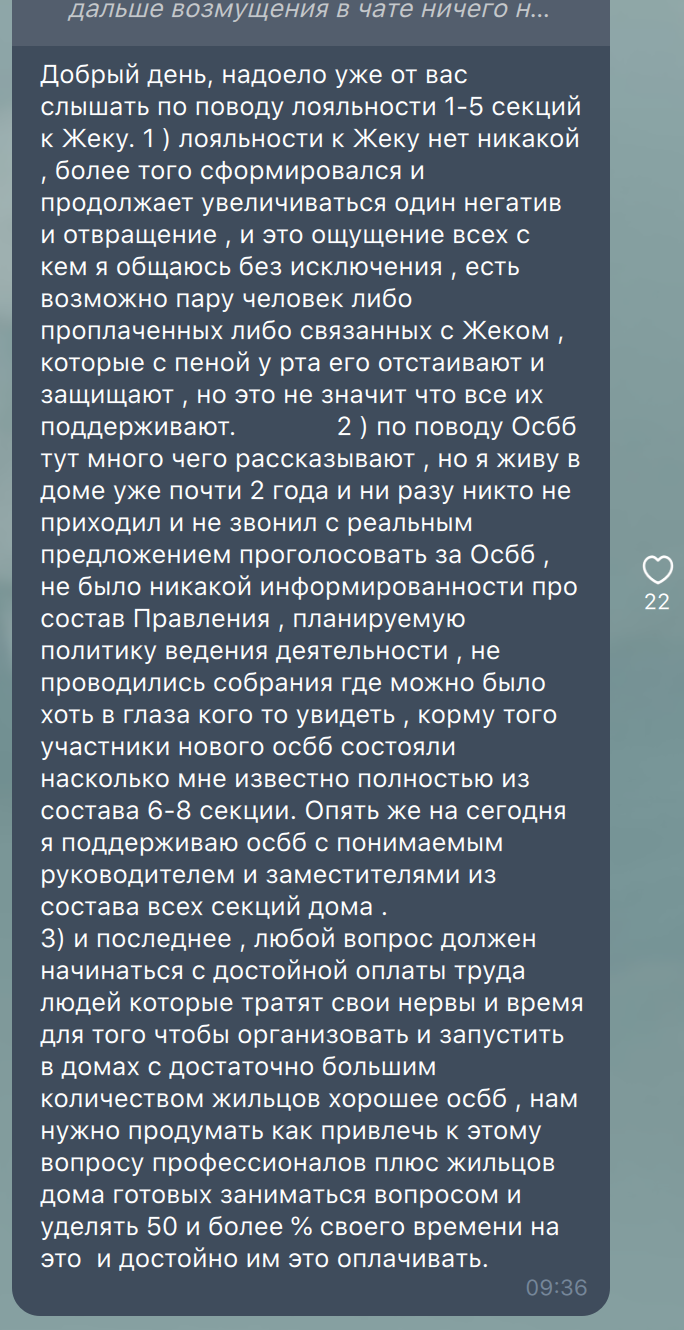 дальше возмущения в чате ничего н...
Добрый день, надоело уже от вас
слышать по поводу лояльности 1-5 секций
к Жеку. 1 ) лояльности к Жеку нет никакой
, более того сформировался и
продолжает увеличиваться один негатив
и отвращение , и это ощущение всех с
кем я общаюсь без исключения , есть
возможно пару человек либо
проплаченных либо связанных с Жеком ,
которые с пеной у рта его отстаивают и
защищают , но это не значит что все их
поддерживают. 2 ) по поводу Осбб
тут много чего рассказывают , но я живу в
доме уже почти 2 года и ни разу никто не
приходил и не звонил с реальным
предложением проголосовать за Осбб ,
не было никакой информированности про
состав Правления , планируемую
политику ведения деятельности , не
проводились собрания где можно было
хоть в глаза кого то увидеть , корму того
участники нового осбб состояли
насколько мне известно полностью из
состава 6-8 секции. Опять же на сегодня
я поддерживаю осбб с понимаемым
руководителем и заместителями из
состава всех секций дома .
3) и последнее , любой вопрос должен
начинаться с достойной оплаты труда
людей которые тратят свои нервы и время
для того чтобы организовать и запустить
в домах с достаточно большим
количеством жильцов хорошее осбб , нам
нужно продумать как привлечь к этому
вопросу профессионалов плюс жильцов
дома готовых заниматься вопросом и
уделять 50 и более % своего времени на
это  и достойно им это оплачивать.
09:36
22